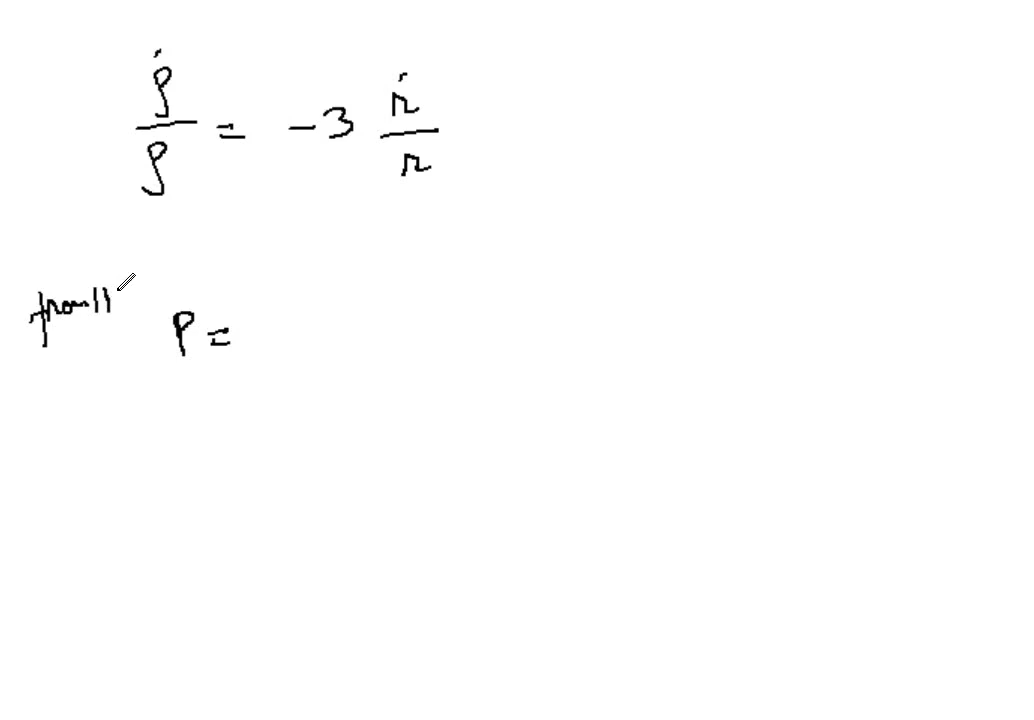 ρ̇/ρ = -3 ṙ/r
from 11
P =